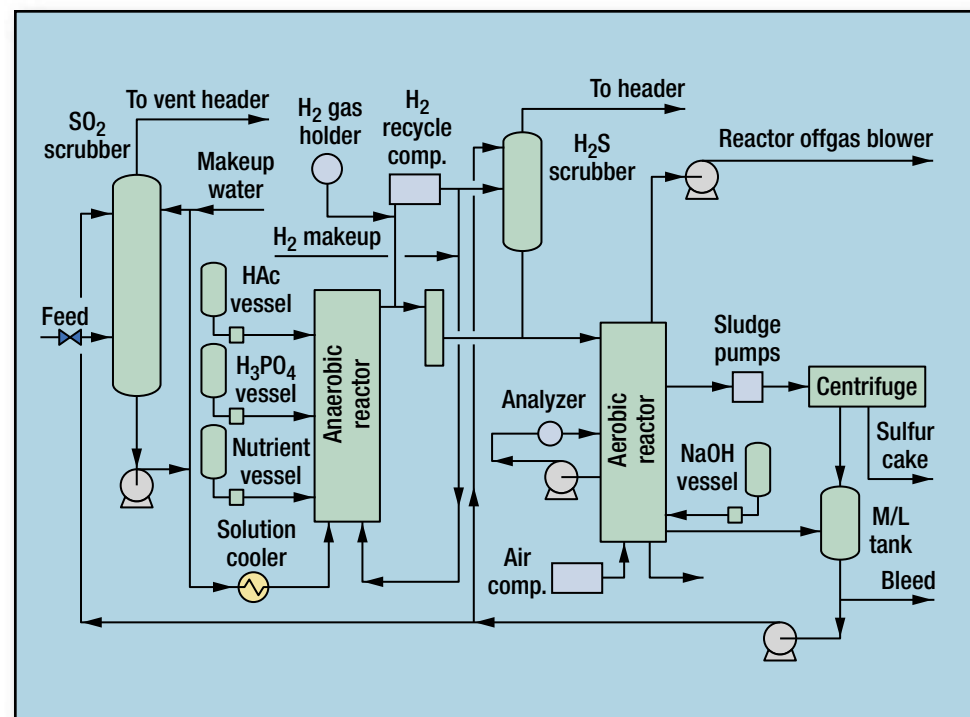 To vent header
SO2
scrubber
Makeup
water
H2 gas
holder
H2
recycle
comp.
To header
H2S
scrubber
Reactor offgas blower
H2 makeup
HAc
vessel
Feed
H3PO4
vessel
Nutrient
vessel
Anaerobic
reactor
Solution
cooler
Analyzer
Aerobic
reactor
Air
comp.
Sludge
pumps
Centrifuge
Sulfur
cake
NaOH
vessel
M/L
tank
Bleed